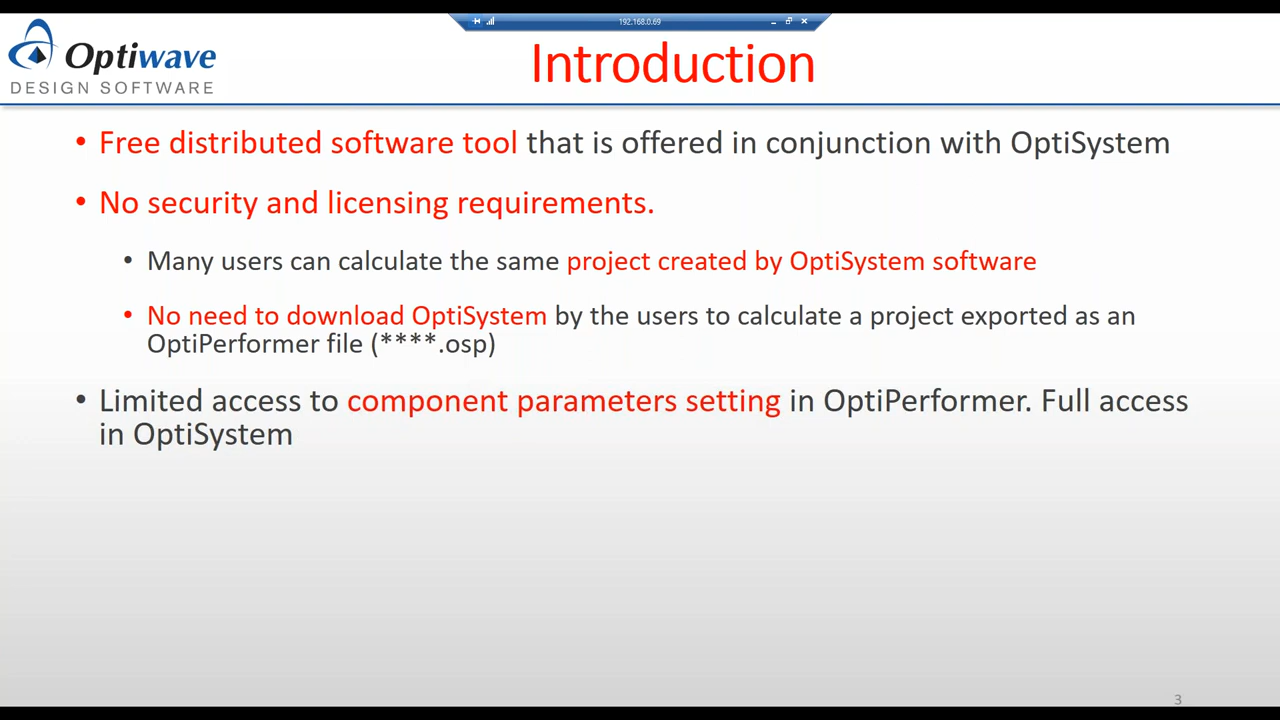 192.168.0.69
Optiwave
DESIGN SOFTWARE
Introduction
• Free distributed software tool that is offered in conjunction with OptiSystem
• No security and licensing requirements.
• Many users can calculate the same project created by OptiSystem software
• No need to download OptiSystem by the users to calculate a project exported as an
OptiPerformer file (****.osp)
• Limited access to component parameters setting in OptiPerformer. Full access
in OptiSystem
3